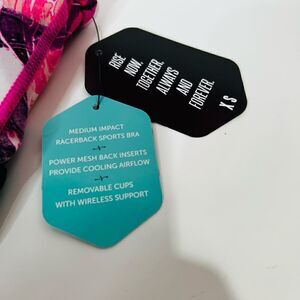 RISE
NOW.
TOGETHER.
ALWAYS
AND
FOREVER.
XS
MEDIUM IMPACT
RACERBACK SPORTS BRA
POWER MESH BACK INSERTS
PROVIDE COOLING AIRFLOW
REMOVABLE CUPS
WITH WIRELESS SUPPORT